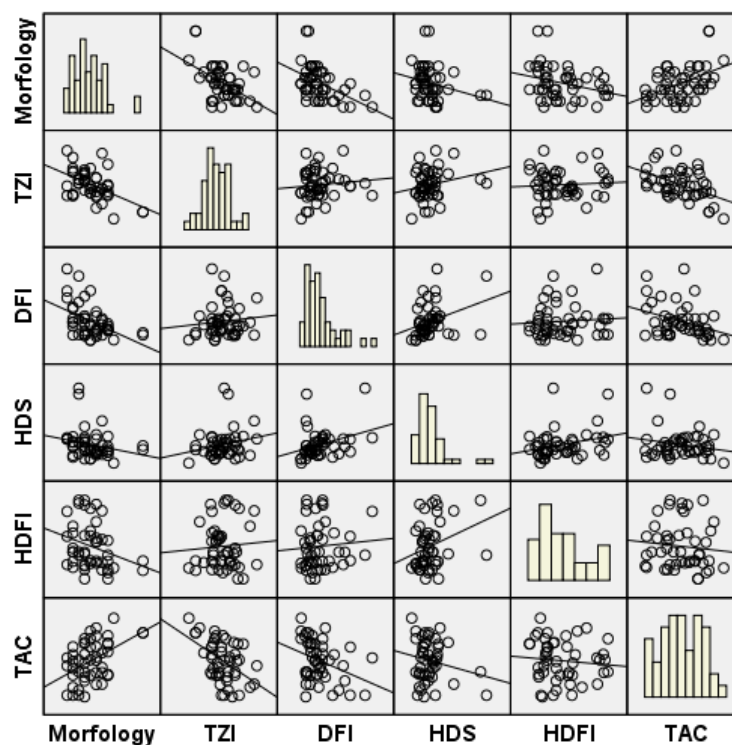 Morfology
TZI
DFI
HDS
HDFI
TAC
Morfology TZI DFI HDS HDFI TAC